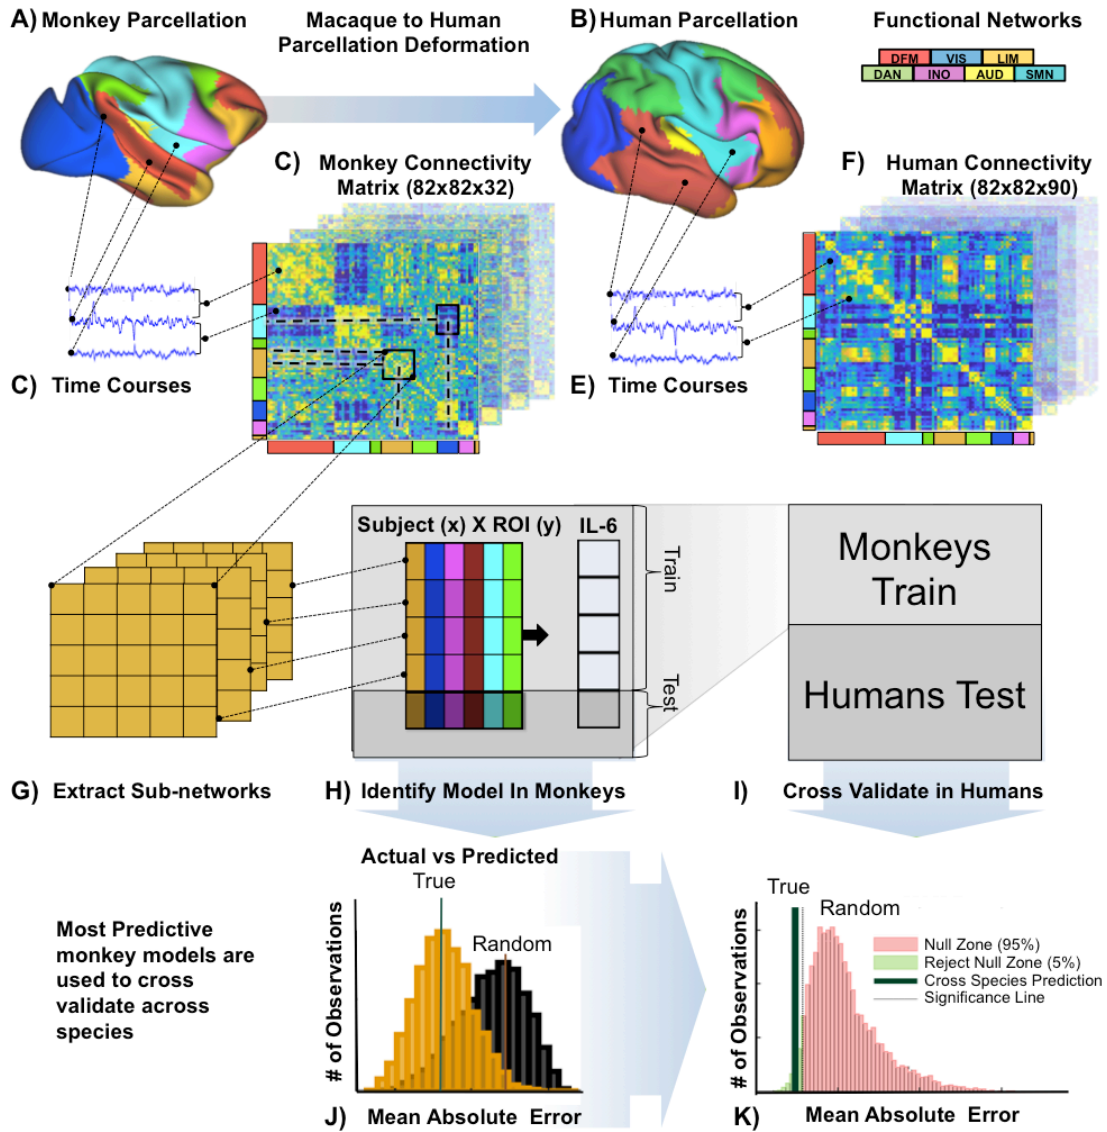 A) Monkey Parcellation
Macaque to Human
Parcellation Deformation
B) Human Parcellation
Functional Networks
DFM VIS LIM
DAN INO AUD SMN
C) Monkey Connectivity
Matrix (82x82x32)
F) Human Connectivity
Matrix (82x82x90)
C) Time Courses
E) Time Courses
Subject (x) X ROI (y) IL-6
Train
Test
Monkeys
Train
Humans Test
G) Extract Sub-networks
H) Identify Model In Monkeys
I) Cross Validate in Humans
Most Predictive
monkey models are
used to cross
validate across
species
Actual vs Predicted
True
Random
# of Observations
J) Mean Absolute Error
True
Random
Null Zone (95%)
Reject Null Zone (5%)
Cross Species Prediction
Significance Line
# of Observations
K) Mean Absolute Error